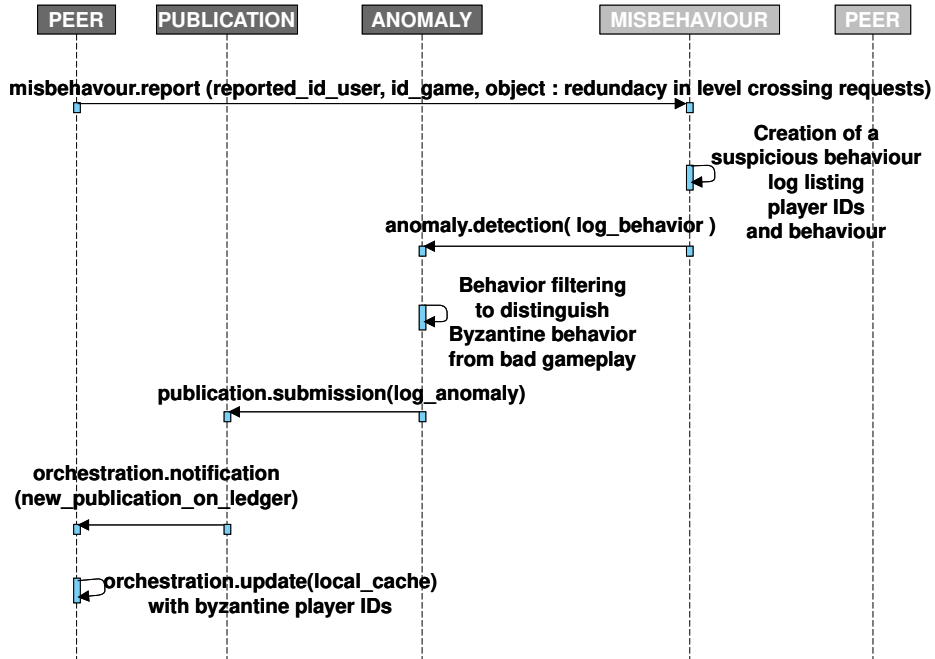 PEER PUBLICATION ANOMALY MISBEHAVIOUR PEER
misbehavour.report (reported_id_user, id_game, object : redundacy in level crossing requests)
Creation of a
suspicious behaviour
log listing
player IDs
and behaviour
anomaly.detection( log_behavior )
Behavior filtering
to distinguish
Byzantine behavior
from bad gameplay
publication.submission(log_anomaly)
orchestration.notification
(new_publication_on_ledger)
orchestration.update(local_cache)
with byzantine player IDs